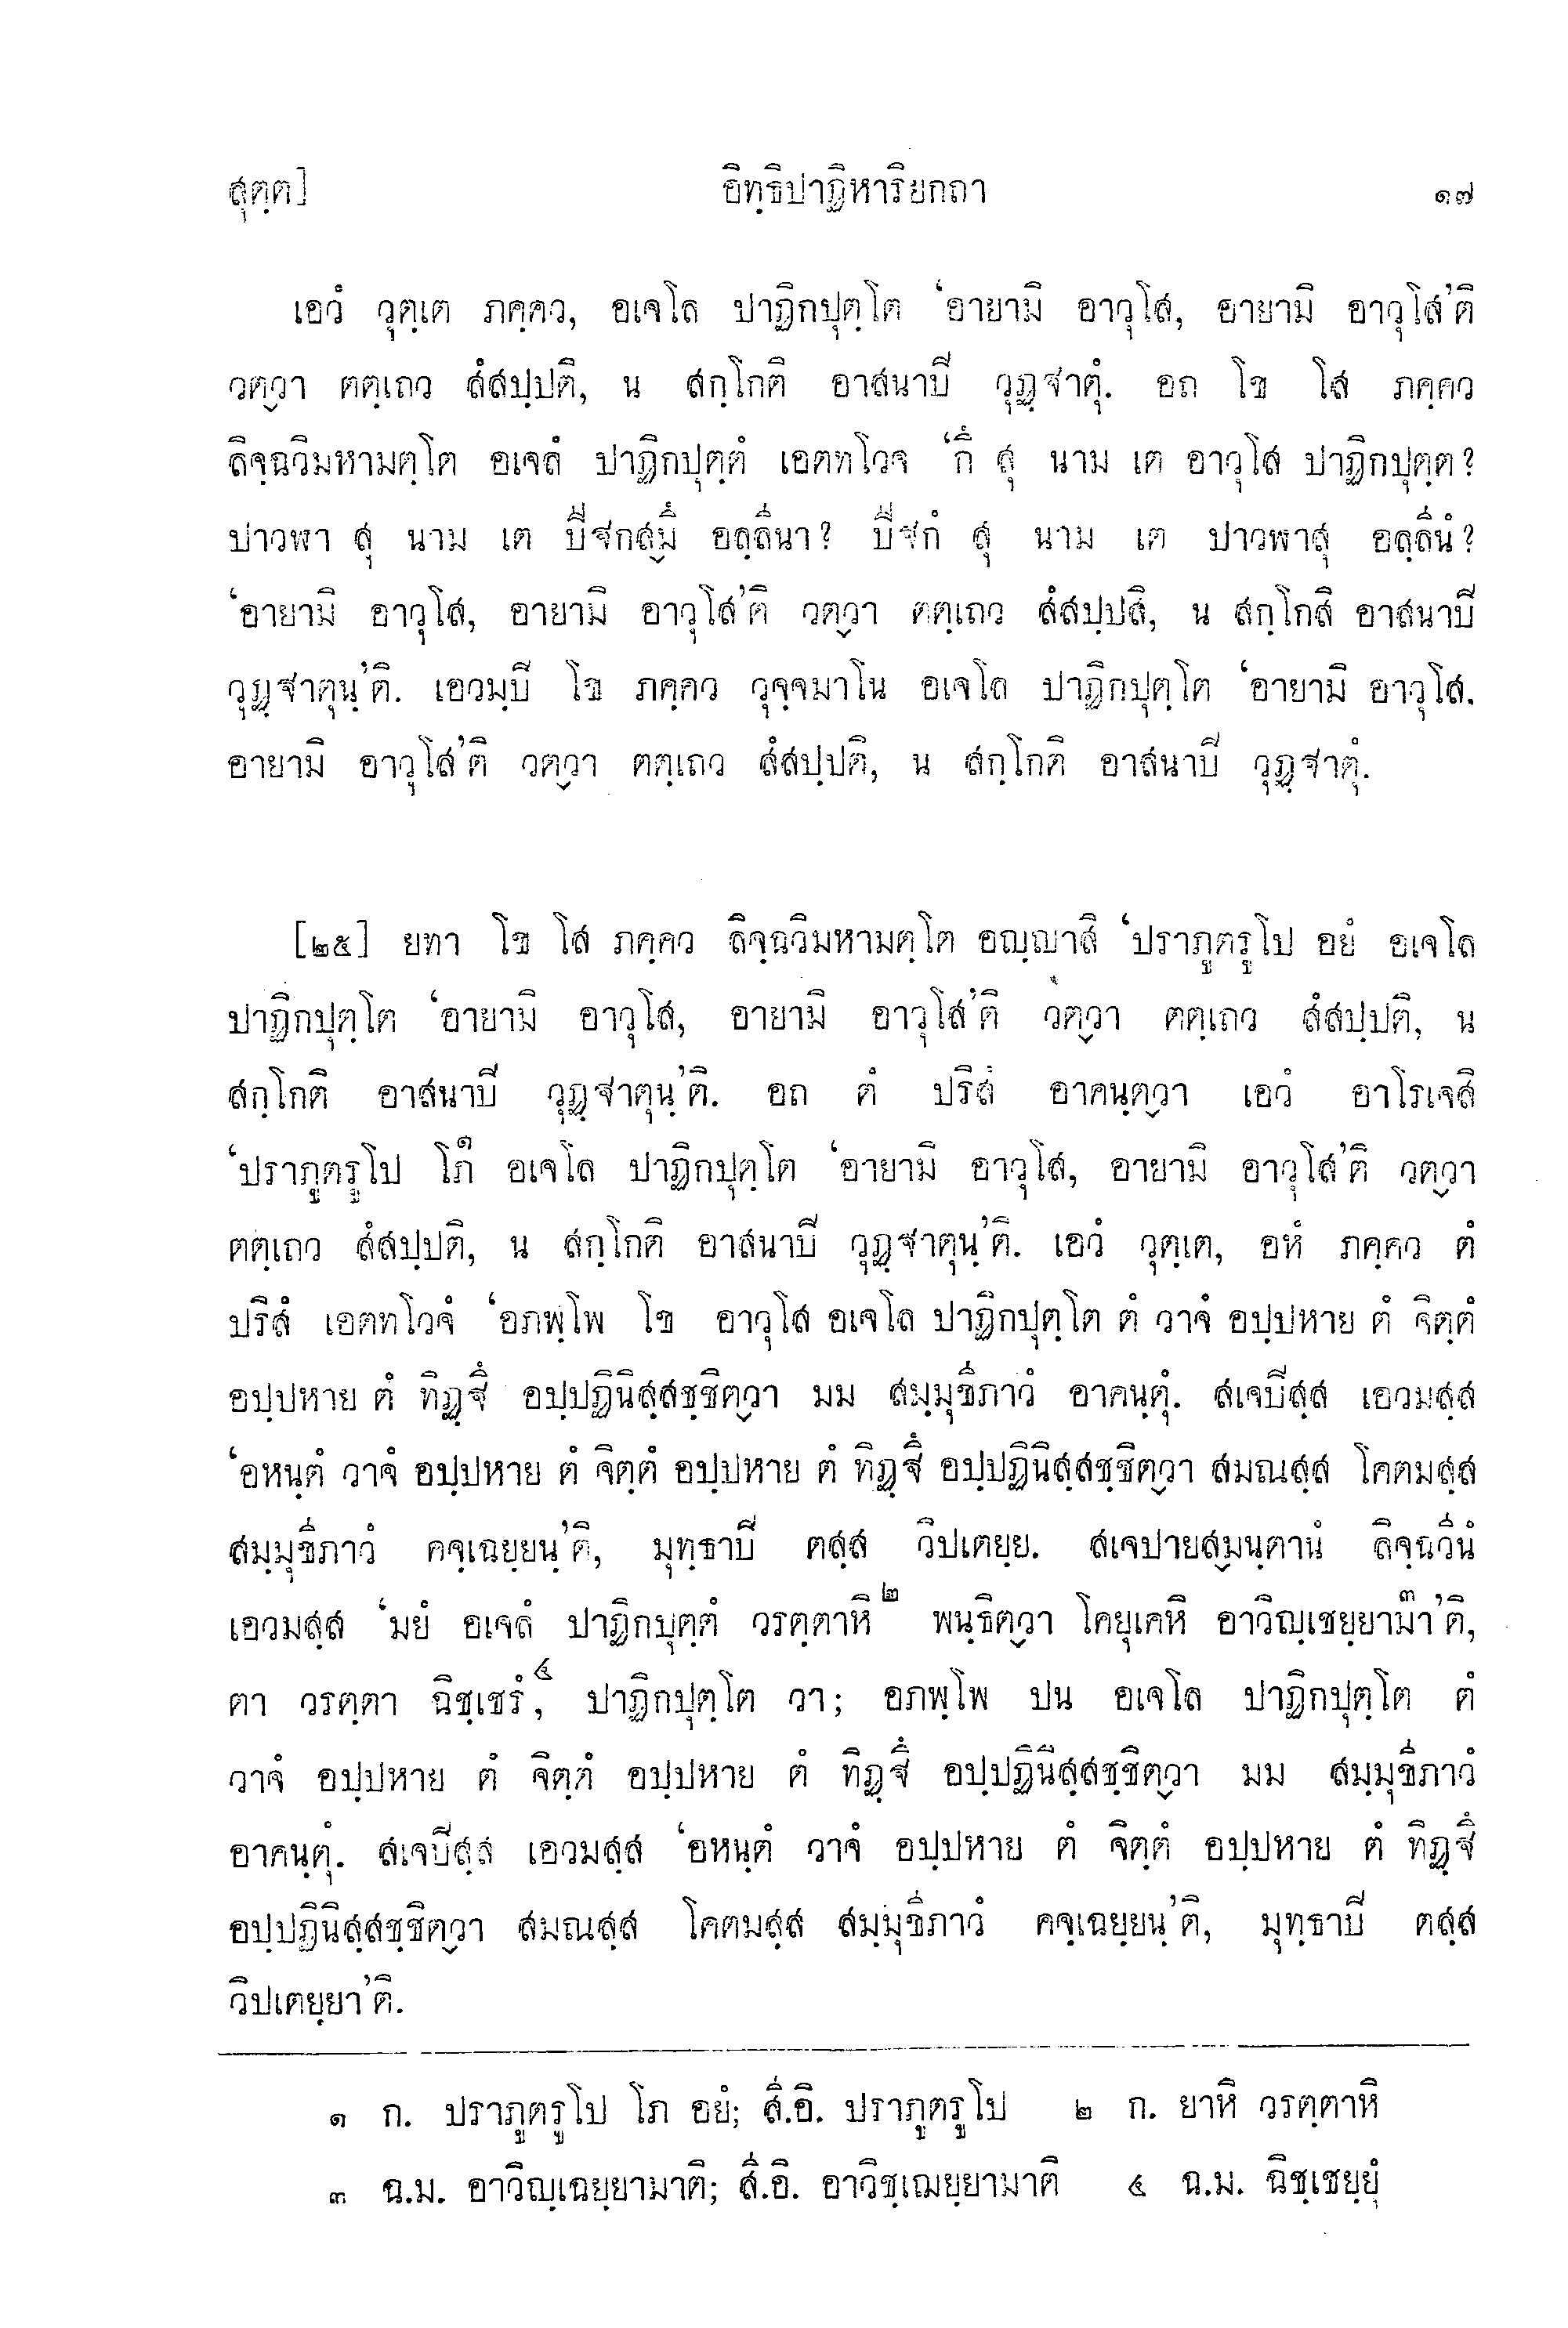 สุตฺต]
อิทฺธิปาฏิหาริยกถา
๑๗
เอวํ วุตฺเต ภคฺคว, อเจโล ปาฏิกปุตฺโต ‘อายามิ อาวุโส, อายามิ อาวุโส’ติ
วตฺวา ตตฺเถว สํสปฺปติ, น สกฺโกติ อาสนาปิ วุฏฺฐาตุํ. อถ โข โส ภคฺคว
ลิจฺฉวิมหามตฺโต อเจลํ ปาฏิกปุตฺตํ เอตทโวจ ‘กึ สุ นาม เต อาวุโส ปาฏิกปุตฺต?
ปาวฬา สุ นาม เต ปีฐกสฺมึ อลฺลีนา? ปีฐกํ สุ นาม เต ปาวฬาสุ อลฺลีนํ?
‘อายามิ อาวุโส, อายามิ อาวุโส’ติ วตฺวา ตตฺเถว สํสปฺปสิ, น สกฺโกสิ อาสนาปิ
วุฏฺฐาตุนฺ’ติ. เอวมฺปิ โข ภคฺคว วุจฺจมาโน อเจโล ปาฏิกปุตฺโต ‘อายามิ อาวุโส.
อายามิ อาวุโส’ติ วตฺวา ตตฺเถว สํสปฺปติ, น สกฺโกติ อาสนาปิ วุฏฺฐาตุํ.
[๒๕] ยทา โข โส ภคฺคว ลิจฺฉวิมหามตฺโต อญฺญาสิ ‘ปราภูตรูโป อยํ อเจโล
ปาฏิกปุตฺโต ‘อายามิ อาวุโส, อายามิ อาวุโส’ติ วตฺวา ตตฺเถว สํสปฺปติ, น
สกฺโกติ อาสนาปิ วุฏฺฐาตุนฺ’ติ. อถ ตํ ปริสํ อาคนฺตฺวา เอวํ อาโรเจสิ
‘ปราภูตรูโป โภ๑ อเจโล ปาฏิกปุตฺโต ‘อายามิ อาวุโส, อายามิ อาวุโส’ติ วตฺวา
ตตฺเถว สํสปฺปติ, น สกฺโกติ อาสนาปิ วุฏฺฐาตุนฺ’ติ. เอวํ วุตฺเต, อหํ ภคฺคว ตํ
ปริสํ เอตทโวจํ ‘อภพฺโพ โข อาวุโส อเจโล ปาฏิกปุตฺโต ตํ วาจํ อปฺปหาย ตํ จิตฺตํ
อปฺปหาย ตํ ทิฏฺฐึ อปฺปฏินิสฺสชฺชิตฺวา มม สมฺมุขีภาวํ อาคนฺตุํ. สเจปิสฺส เอวมสฺส
‘อหนฺตํ วาจํ อปฺปหาย ตํ จิตฺตํ อปฺปหาย ตํ ทิฏฺฐึ อปฺปฏินิสฺสชฺชิตฺวา สมณสฺส โคตมสฺส
สมฺมุขีภาวํ คจฺเฉยฺยนฺ’ติ, มุทฺธาปิ ตสฺส วิปเตยฺย. สเจปายสฺมนฺตานํ ลิจฺฉวีนํ
เอวมสฺส ‘มยํ อเจลํ ปาฏิกปุตฺตํ วรตฺตาหิ๒ พนฺธิตฺวา โคยุเคหิ อาวิญฺเชยฺยามา๓’ติ,
ตา วรตฺตา ฉิชฺเชรํ,๔ ปาฏิกปุตฺโต วา; อภพฺโพ ปน อเจโล ปาฏิกปุตฺโต ตํ
วาจํ อปฺปหาย ตํ จิตฺตํ อปฺปหาย ตํ ทิฏฺฐึ อปฺปฏินิสฺสชฺชิตฺวา มม สมฺมุขีภาวํ
อาคนฺตุํ. สเจปิสฺส เอวมสฺส ‘อหนฺตํ วาจํ อปฺปหาย ตํ จิตฺตํ อปฺปหาย ตํ ทิฏฺฐึ
อปฺปฏินิสฺสชฺชิตฺวา สมณสฺส โคตมสฺส สมฺมุขีภาวํ คจฺเฉยฺยนฺ’ติ, มุทฺธาปิ ตสฺส
วิปเตยฺยา’ติ.
๑ ก. ปราภูตรูโป โภ อยํ; สี.อิ. ปราภูตรูโป ๒ ก. ยาหิ วรตฺตาหิ
๓ ฉ.ม. อาวิญฺเฉยฺยามาติ; สี.อิ. อาวิชฺเฌยฺยามาติ ๔ ฉ.ม. ฉิชฺเชยฺยุํ